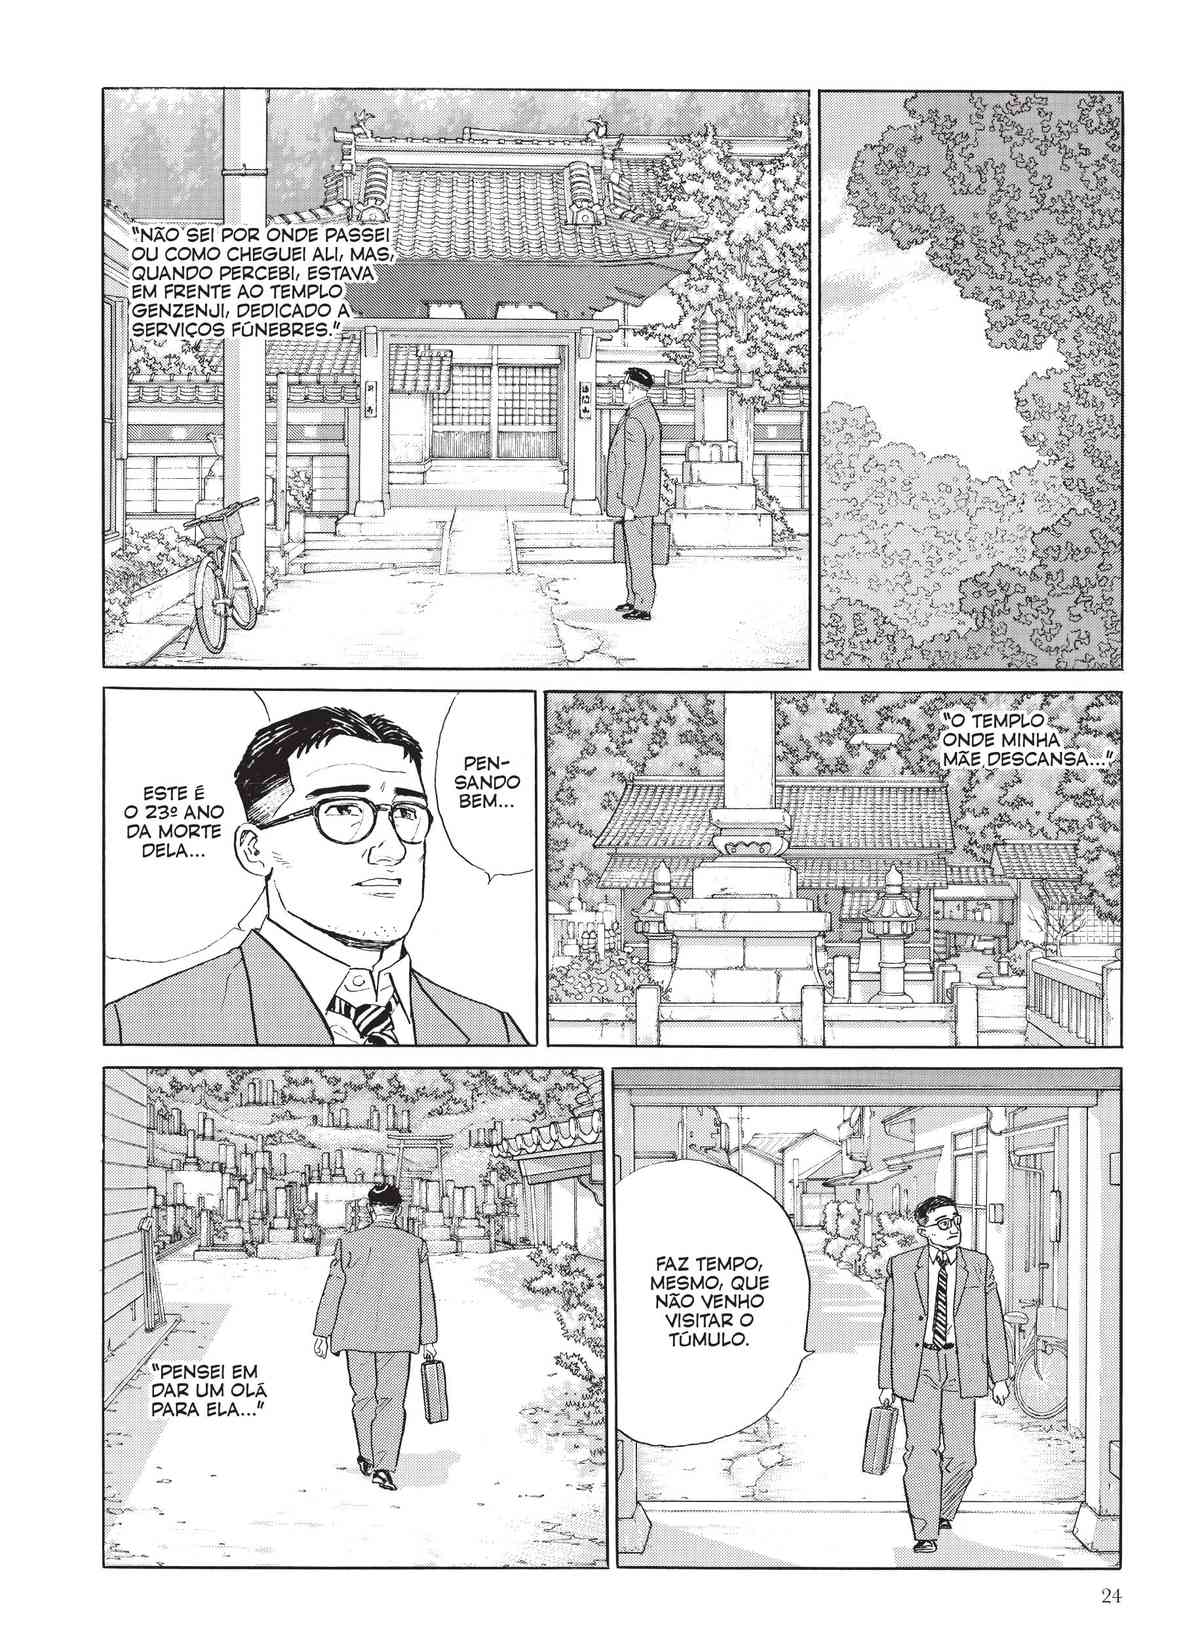 "NÃO SEI POR ONDE PASSEI
OU COMO CHEGUEI ALI, MAS,
QUANDO PERCEBI, ESTAVA
EM FRENTE AO TEMPLO
GENZENJI, DEDICADO A
SERVIÇOS FÚNEBRES."
"O TEMPLO
ONDE MINHA
MÃE DESCANSA..."
PEN-
SANDO
BEM...
ESTE É
O 23º ANO
DA MORTE
DELA...
FAZ TEMPO,
MESMO, QUE
NÃO VENHO
VISITAR O
TÚMULO.
"PENSEI EM
DAR UM OLÁ
PARA ELA..."
24